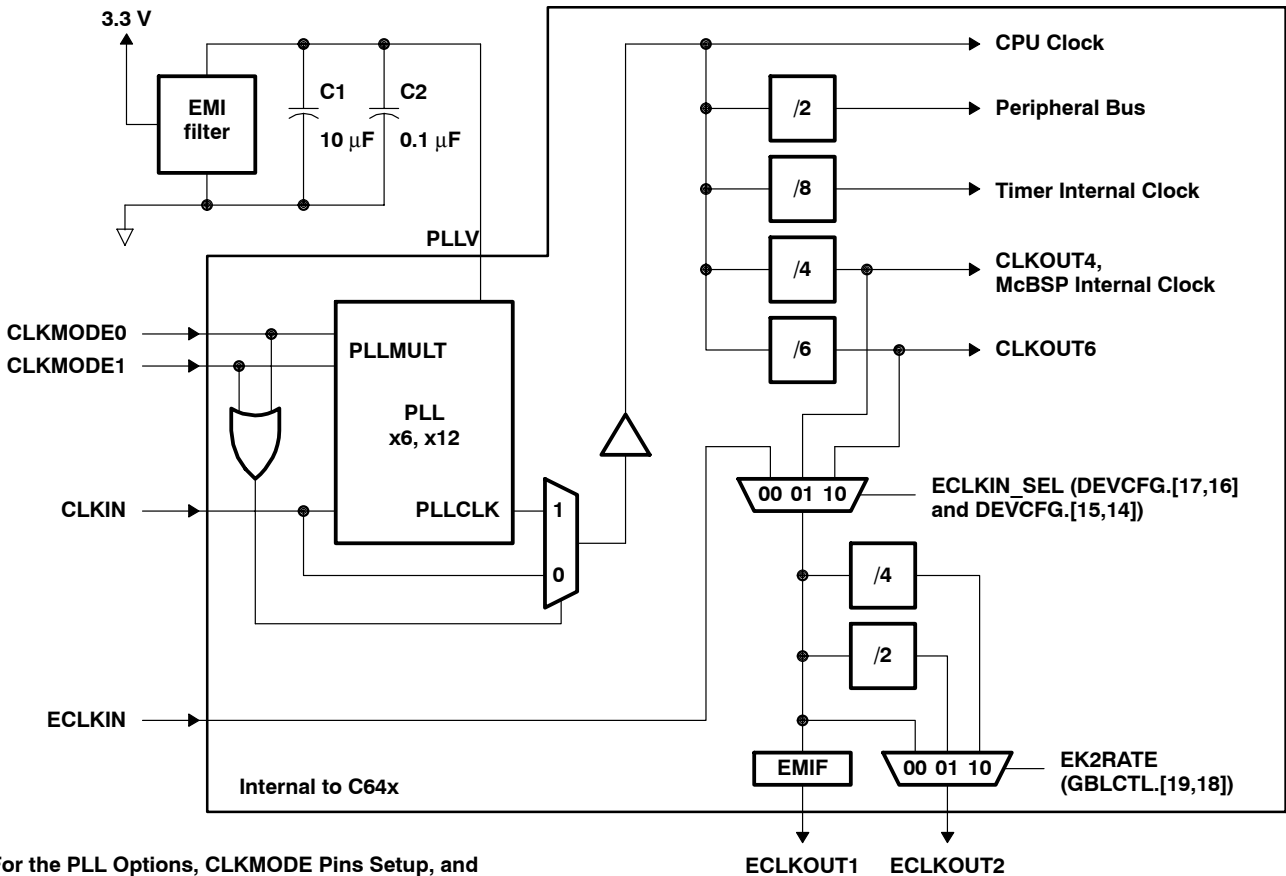 3.3 V
EMI
filter
C1
10 μF
C2
0.1 μF
PLLV
CPU Clock
/2
Peripheral Bus
/8
Timer Internal Clock
/4
CLKOUT4,
McBSP Internal Clock
/6
CLKOUT6
CLKMODE0
CLKMODE1
PLLMULT
PLL
x6, x12
CLKIN
PLLCLK
1
0
00 01 10
ECLKIN_SEL (DEVCFG.[17,16]
and DEVCFG.[15,14])
/4
/2
ECLKIN
EMIF
00 01 10
EK2RATE
(GBLCTL.[19,18])
Internal to C64x
ECLKOUT1
ECLKOUT2
For the PLL Options, CLKMODE Pins Setup, and